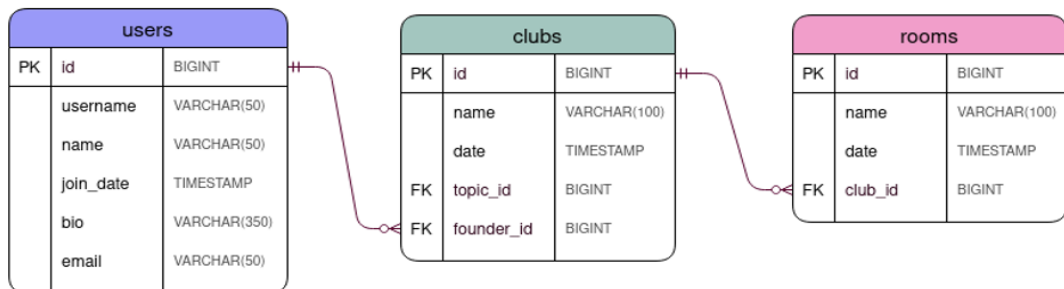 users
PK id BIGINT
username VARCHAR(50)
name VARCHAR(50)
join_date TIMESTAMP
bio VARCHAR(350)
email VARCHAR(50)
clubs
PK id BIGINT
name VARCHAR(100)
date TIMESTAMP
FK topic_id BIGINT
FK founder_id BIGINT
rooms
PK id BIGINT
name VARCHAR(100)
date TIMESTAMP
FK club_id BIGINT